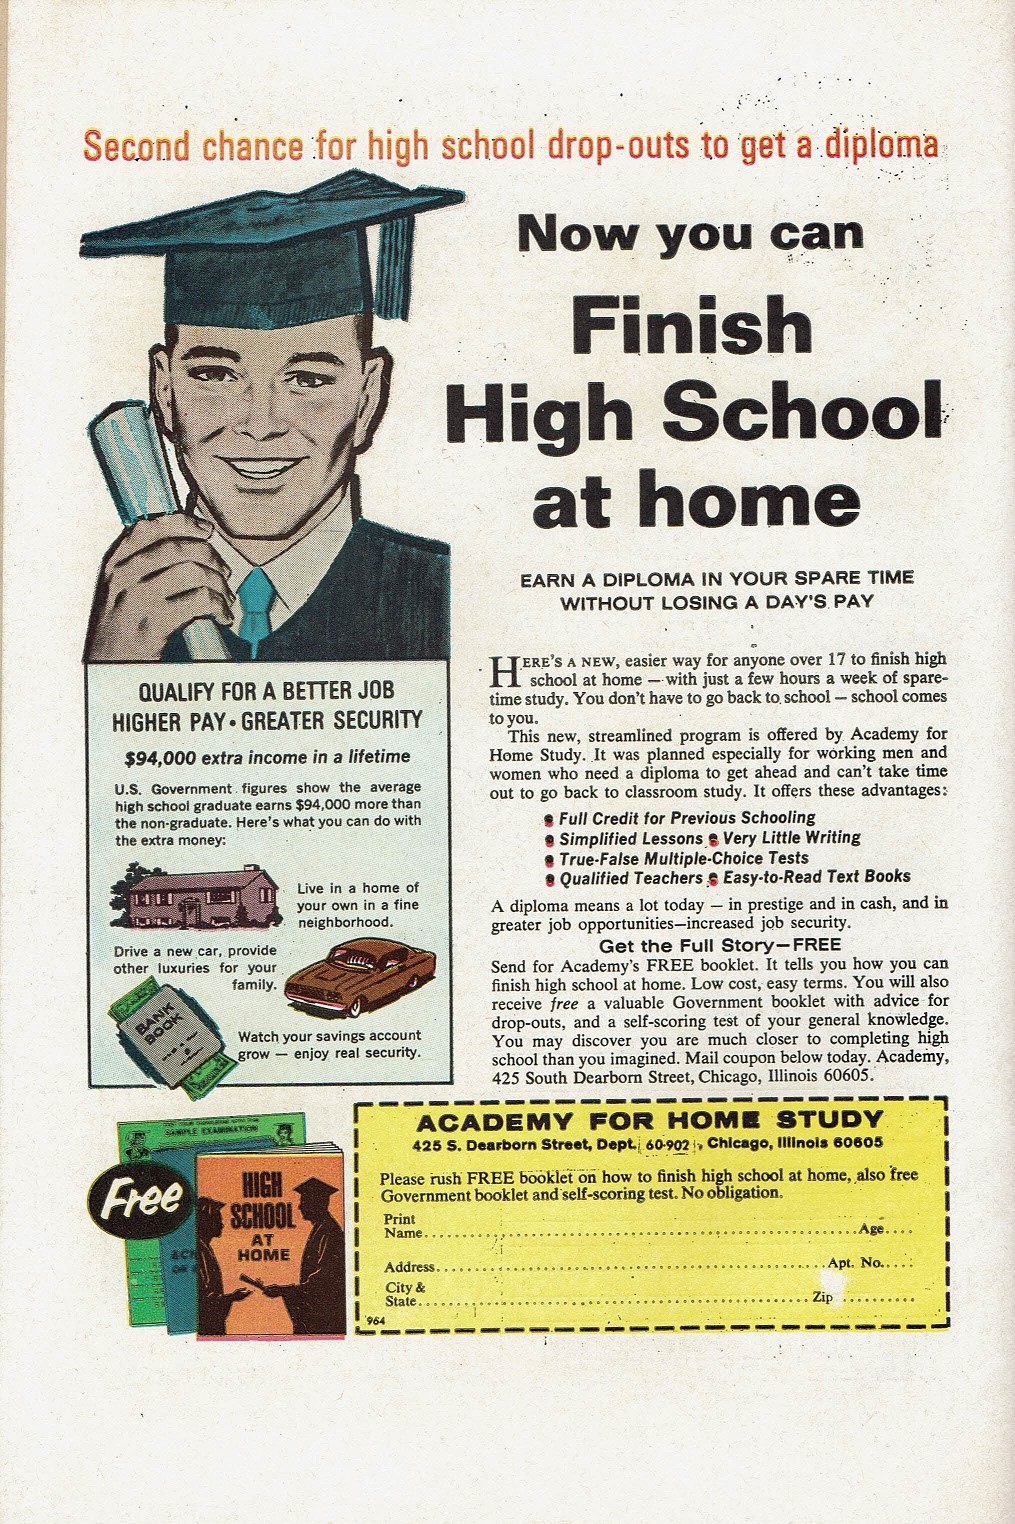 Second chance for high school drop-outs to get a diploma
Now you can
Finish
High School
at home
EARN A DIPLOMA IN YOUR SPARE TIME
WITHOUT LOSING A DAY'S PAY
HERE'S A NEW, easier way for anyone over 17 to finish high
school at home — with just a few hours a week of spare-
time study. You don't have to go back to school — school comes
to you.
This new, streamlined program is offered by Academy for
Home Study. It was planned especially for working men and
women who need a diploma to get ahead and can't take time
out to go back to classroom study. It offers these advantages:
• Full Credit for Previous Schooling
• Simplified Lessons • Very Little Writing
• True-False Multiple-Choice Tests
• Qualified Teachers • Easy-to-Read Text Books
A diploma means a lot today — in prestige and in cash, and in
greater job opportunities—increased job security.
Get the Full Story—FREE
Send for Academy's FREE booklet. It tells you how you can
finish high school at home. Low cost, easy terms. You will also
receive free a valuable Government booklet with advice for
drop-outs, and a self-scoring test of your general knowledge.
You may discover you are much closer to completing high
school than you imagined. Mail coupon below today. Academy,
425 South Dearborn Street, Chicago, Illinois 60605.
QUALIFY FOR A BETTER JOB
HIGHER PAY • GREATER SECURITY
$94,000 extra income in a lifetime
U.S. Government figures show the average
high school graduate earns $94,000 more than
the non-graduate. Here's what you can do with
the extra money:
Live in a home of
your own in a fine
neighborhood.
Drive a new car, provide
other luxuries for your
family.
BANK
BOOK
Watch your savings account
grow — enjoy real security.
SAMPLE EXAMINATION
Free
HIGH
SCHOOL
AT
HOME
ACADEMY FOR HOME STUDY
425 S. Dearborn Street, Dept. 60-902, Chicago, Illinois 60605
Please rush FREE booklet on how to finish high school at home, also free
Government booklet and self-scoring test. No obligation.
Print
Name..........Age....
Address..........Apt. No.....
City &
State..........Zip..........
964